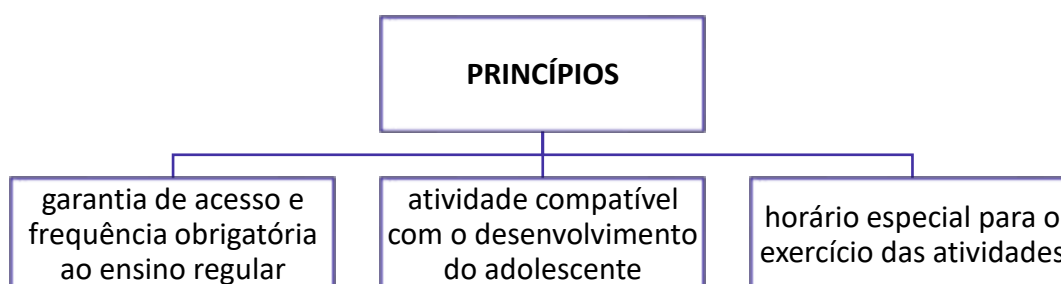 PRINCÍPIOS
garantia de acesso e
frequência obrigatória
ao ensino regular
atividade compatível
com o desenvolvimento
do adolescente
horário especial para o
exercício das atividades